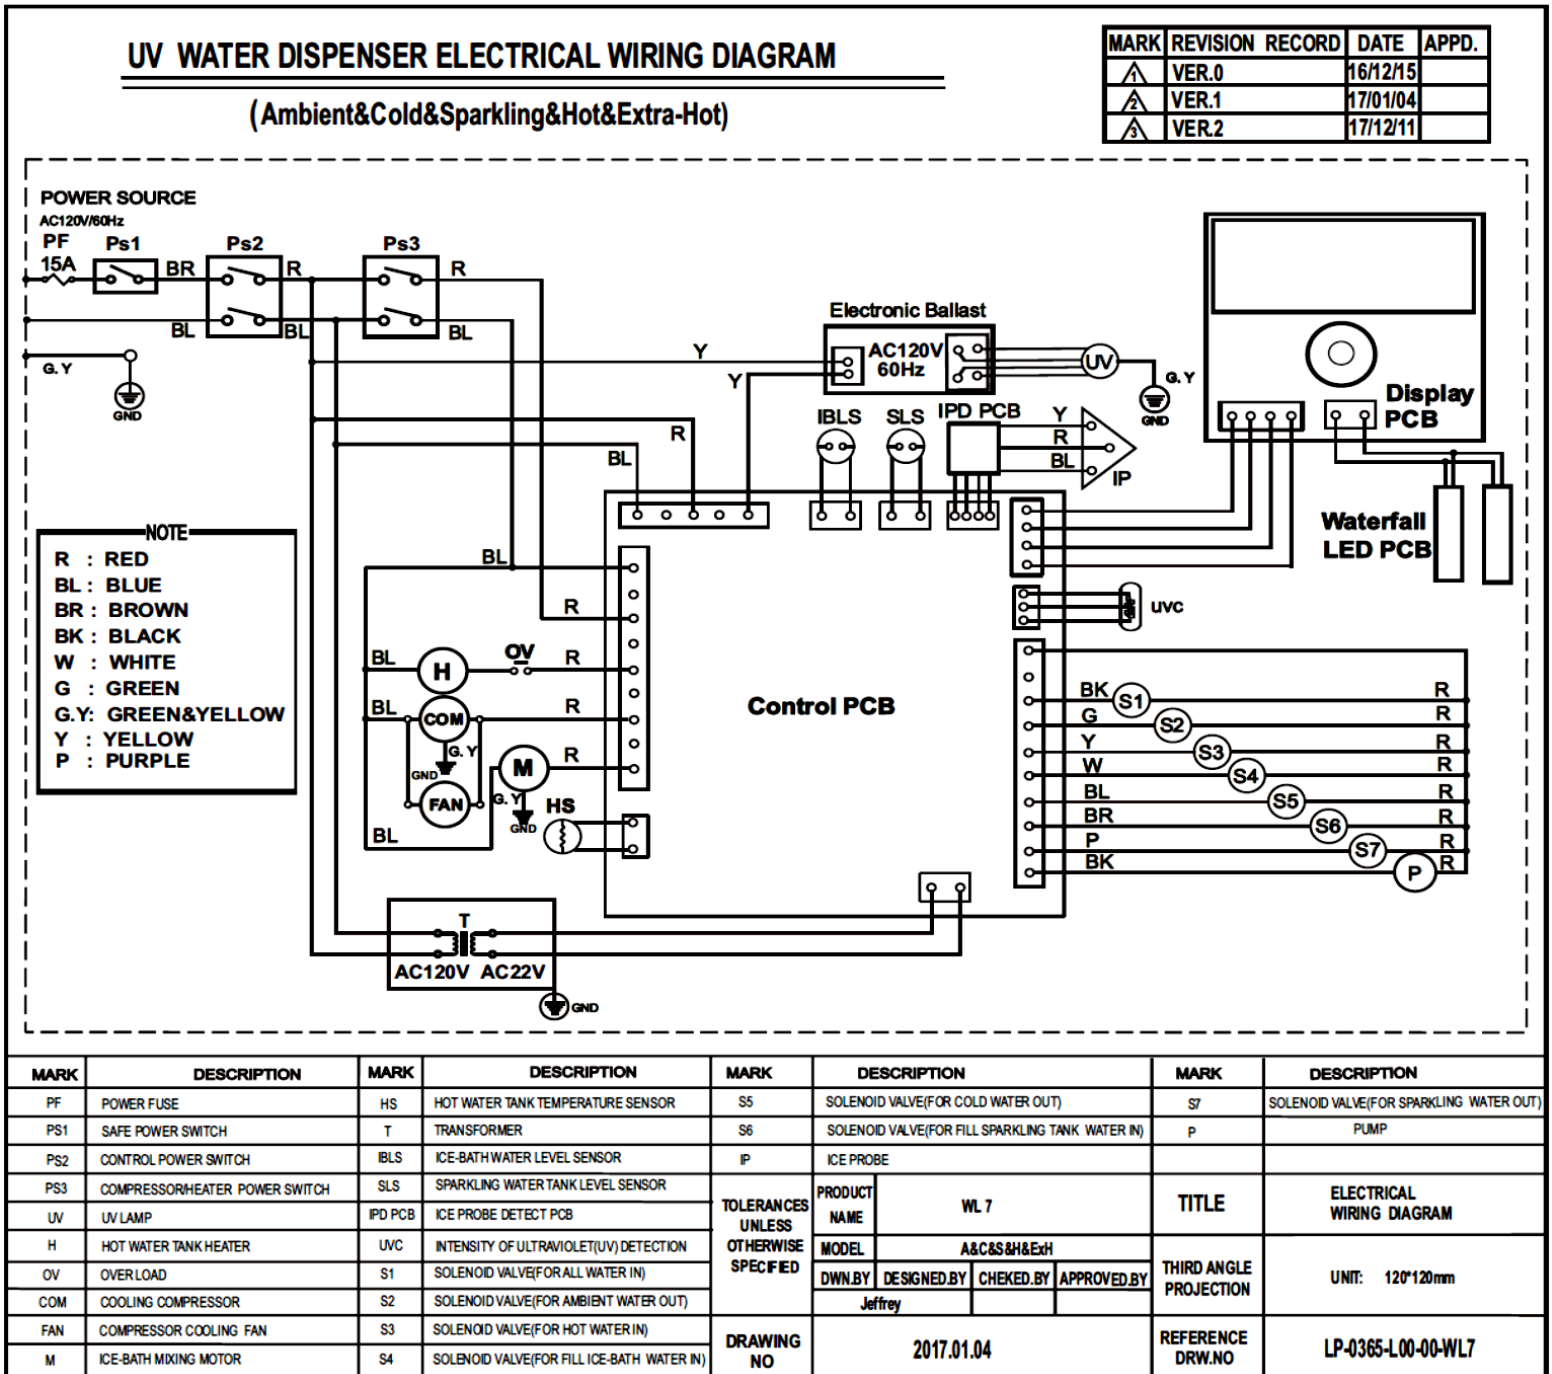 UV WATER DISPENSER ELECTRICAL WIRING DIAGRAM
(Ambient&Cold&Sparkling&Hot&Extra-Hot)
MARK REVISION RECORD DATE APPD.
1 VER.0 16/12/15
2 VER.1 17/01/04
3 VER.2 17/12/11
POWER SOURCE
AC120V/60Hz
PF
15A
Ps1
BR
Ps2
R
Ps3
R
BL
BL
BL
G. Y
GND
Y
Y
Electronic Ballast
AC120V
60Hz
UV
G. Y
GND
Display
PCB
IBLS
SLS
IPD PCB
Y
R
BL
IP
R
BL
Waterfall
LED PCB
NOTE
R : RED
BL : BLUE
BR : BROWN
BK : BLACK
W : WHITE
G : GREEN
G.Y: GREEN&YELLOW
Y : YELLOW
P : PURPLE
BL
R
BL
H
OV
R
BL
COM
R
G. Y
GND
FAN
M
R
G. Y
GND
HS
BL
Control PCB
UVC
BK S1 R
G S2 R
Y S3 R
W S4 R
BL S5 R
BR S6 R
P S7 R
BK P R
T
AC120V AC22V
GND
MARK DESCRIPTION MARK DESCRIPTION MARK DESCRIPTION MARK DESCRIPTION
PF POWER FUSE HS HOT WATER TANK TEMPERATURE SENSOR S5 SOLENOID VALVE(FOR COLD WATER OUT) S7 SOLENOID VALVE(FOR SPARKLING WATER OUT)
PS1 SAFE POWER SWITCH T TRANSFORMER S6 SOLENOID VALVE(FOR FILL SPARKLING TANK WATER IN) P PUMP
PS2 CONTROL POWER SWITCH IBLS ICE-BATH WATER LEVEL SENSOR IP ICE PROBE
PS3 COMPRESSOR/HEATER POWER SWITCH SLS SPARKLING WATER TANK LEVEL SENSOR
UV UV LAMP IPD PCB ICE PROBE DETECT PCB
H HOT WATER TANK HEATER UVC INTENSITY OF ULTRAVIOLET(UV) DETECTION
OV OVERLOAD S1 SOLENOID VALVE(FOR ALL WATER IN)
COM COOLING COMPRESSOR S2 SOLENOID VALVE(FOR AMBIENT WATER OUT)
FAN COMPRESSOR COOLING FAN S3 SOLENOID VALVE(FOR HOT WATER IN)
M ICE-BATH MIXING MOTOR S4 SOLENOID VALVE(FOR FILL ICE-BATH WATER IN)
TOLERANCES
UNLESS
OTHERWISE
SPECIFIED
PRODUCT
NAME
WL 7
MODEL A&C&S&H&ExH
DWN.BY DESIGNED.BY CHEKED.BY APPROVED.BY
Jeffrey
TITLE
ELECTRICAL
WIRING DIAGRAM
THIRD ANGLE
PROJECTION
UNIT: 120*120mm
DRAWING
NO
2017.01.04
REFERENCE
DRW.NO
LP-0365-L00-00-WL7